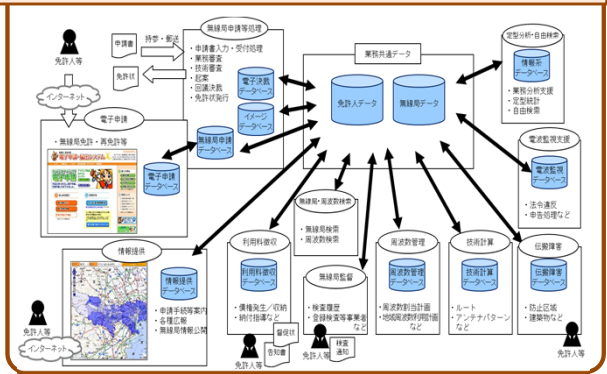 申請書
持参・郵送
免許人等
免許状
インターネット
無線局申請等処理
・申請書入力・受付処理
・業務審査
・技術審査
・起案
・回議決裁
・免許状発行
電子決裁
データベース
イメージ
データベース
無線局申請
データベース
電子申請
・無線局免許・再免許等
電子申請
データベース
業務共通データ
免許人データ
無線局データ
定型分析・自由検索
情報系
データベース
・業務分析支援
・定型統計
・自由検索
電波監視支援
電波監視
データベース
・法令違反
・申告処理など
無線局・周波数検索
・無線局検索
・周波数検索
情報提供
情報提供
データベース
・申請手続等案内
・各種広報
・無線局情報公開
免許人等
インターネット
利用料徴収
利用料徴収
データベース
・債権発生／収納
・納付指導など
督促状
告知書
免許人等
無線局監督
・検査履歴
・登録検査等事業者
など
免許人等
検査
通知
周波数管理
周波数管理
データベース
・周波数割当計画
・地域周波数利用計画
など
技術計算
技術計算
データベース
・ルート
・アンテナパターン
など
伝搬障害
伝搬障害
データベース
・防止区域
・建築物など
免許人等